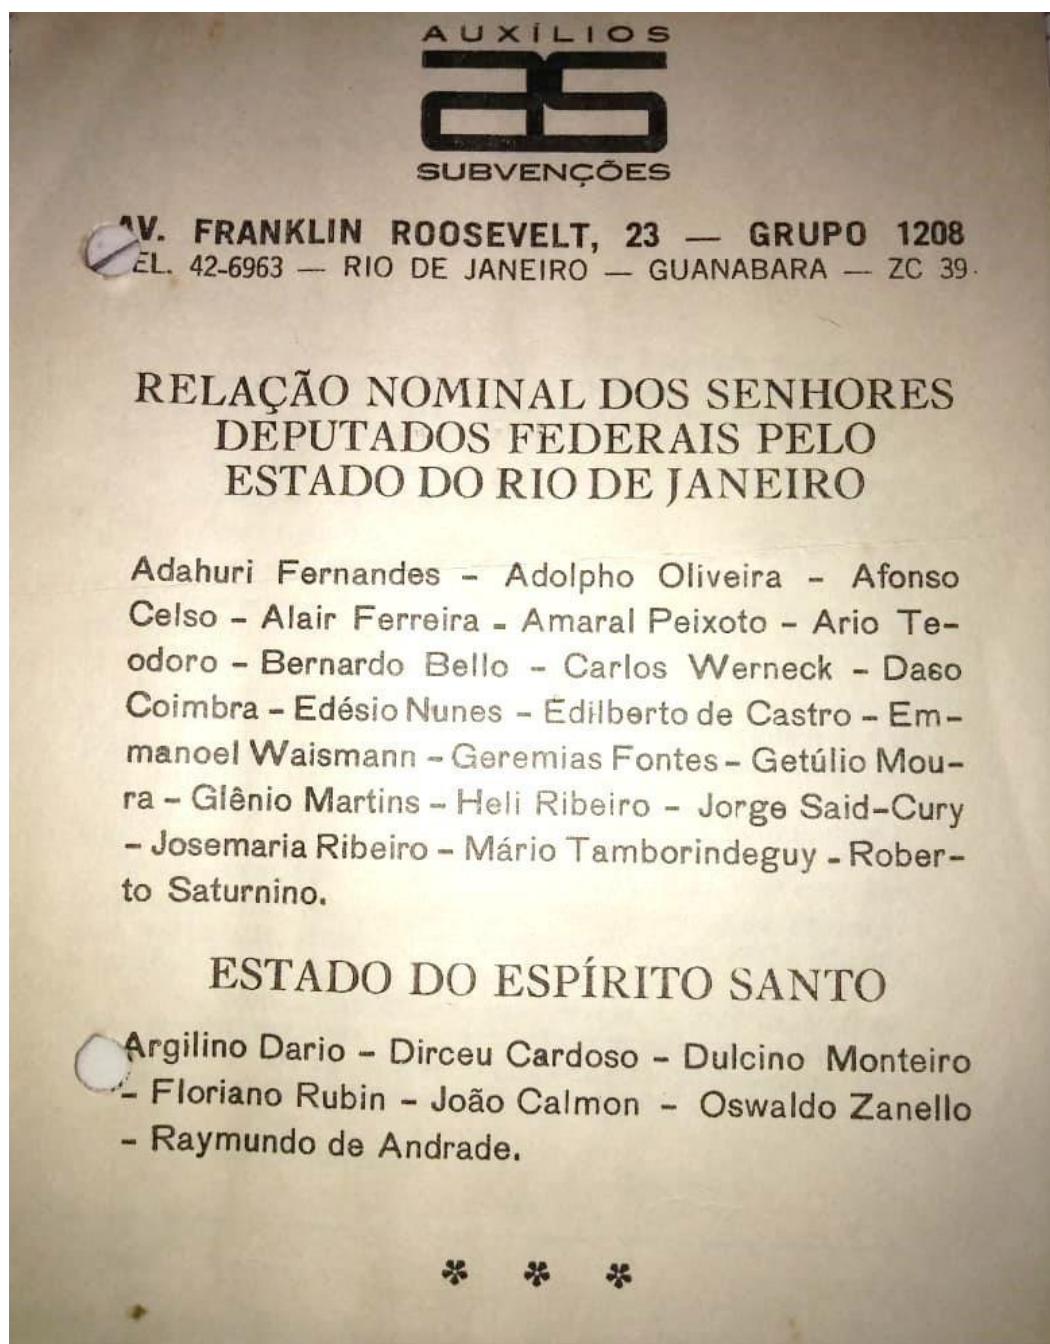 AUXÍLIOS
AS
SUBVENÇÕES
AV. FRANKLIN ROOSEVELT, 23 — GRUPO 1208
EL. 42-6963 — RIO DE JANEIRO — GUANABARA — ZC 39
RELAÇÃO NOMINAL DOS SENHORES
DEPUTADOS FEDERAIS PELO
ESTADO DO RIO DE JANEIRO
Adahuri Fernandes - Adolpho Oliveira - Afonso
Celso - Alair Ferreira - Amaral Peixoto - Ario Te-
odoro - Bernardo Bello - Carlos Werneck - Daso
Coimbra - Edésio Nunes - Edilberto de Castro - Em-
manoel Waismann - Geremias Fontes - Getúlio Mou-
ra - Glênio Martins - Heli Ribeiro - Jorge Said-Cury
- Josemaria Ribeiro - Mário Tamborindeguy - Rober-
to Saturnino.
ESTADO DO ESPÍRITO SANTO
Argilino Dario - Dirceu Cardoso - Dulcino Monteiro
- Floriano Rubin - João Calmon - Oswaldo Zanello
- Raymundo de Andrade.
* * *